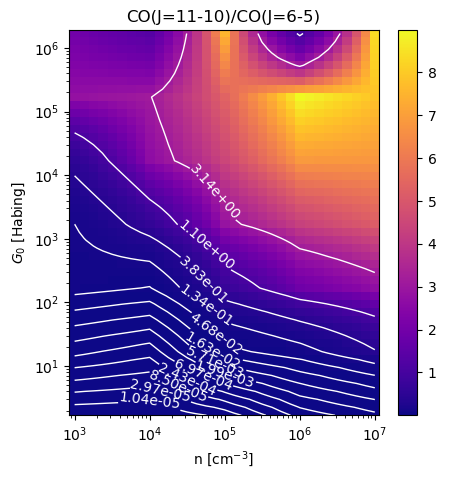 CO(J=11-10)/CO(J=6-5)
10⁶
10⁵
10⁴
10³
10²
10¹
G₀ [Habing]
3.14e+00
1.10e+00
3.83e-01
1.34e-01
4.68e-02
1.63e-02
5.71e-03
1.99e-03
6.97e-04
2.43e-04
8.50e-05
2.97e-05
1.04e-05
10³
10⁴
10⁵
10⁶
10⁷
n [cm⁻³]
8
7
6
5
4
3
2
1